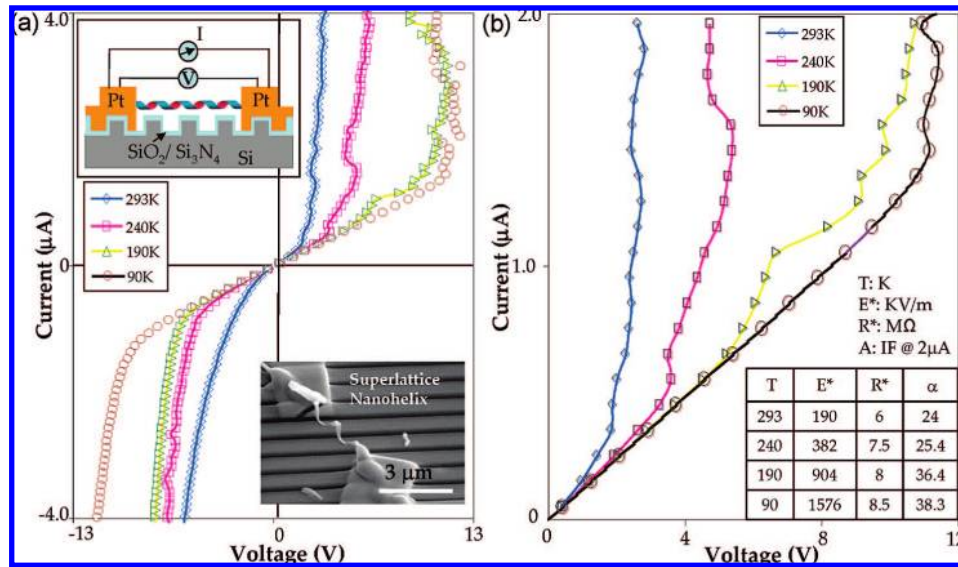 (a)
4.0
0
-4.0
Current (μA)
-13
0
13
Voltage (V)
I
V
Pt
Pt
SiO₂/ Si₃N₄
Si
293K
240K
190K
90K
Superlattice
Nanohelix
3 μm
(b)
2.0
1.0
0
Current (μA)
0
4
8
12
Voltage (V)
293K
240K
190K
90K
T: K
E*: KV/m
R*: MΩ
A: IF @ 2μA
T E* R* α
293 190 6 24
240 382 7.5 25.4
190 904 8 36.4
90 1576 8.5 38.3